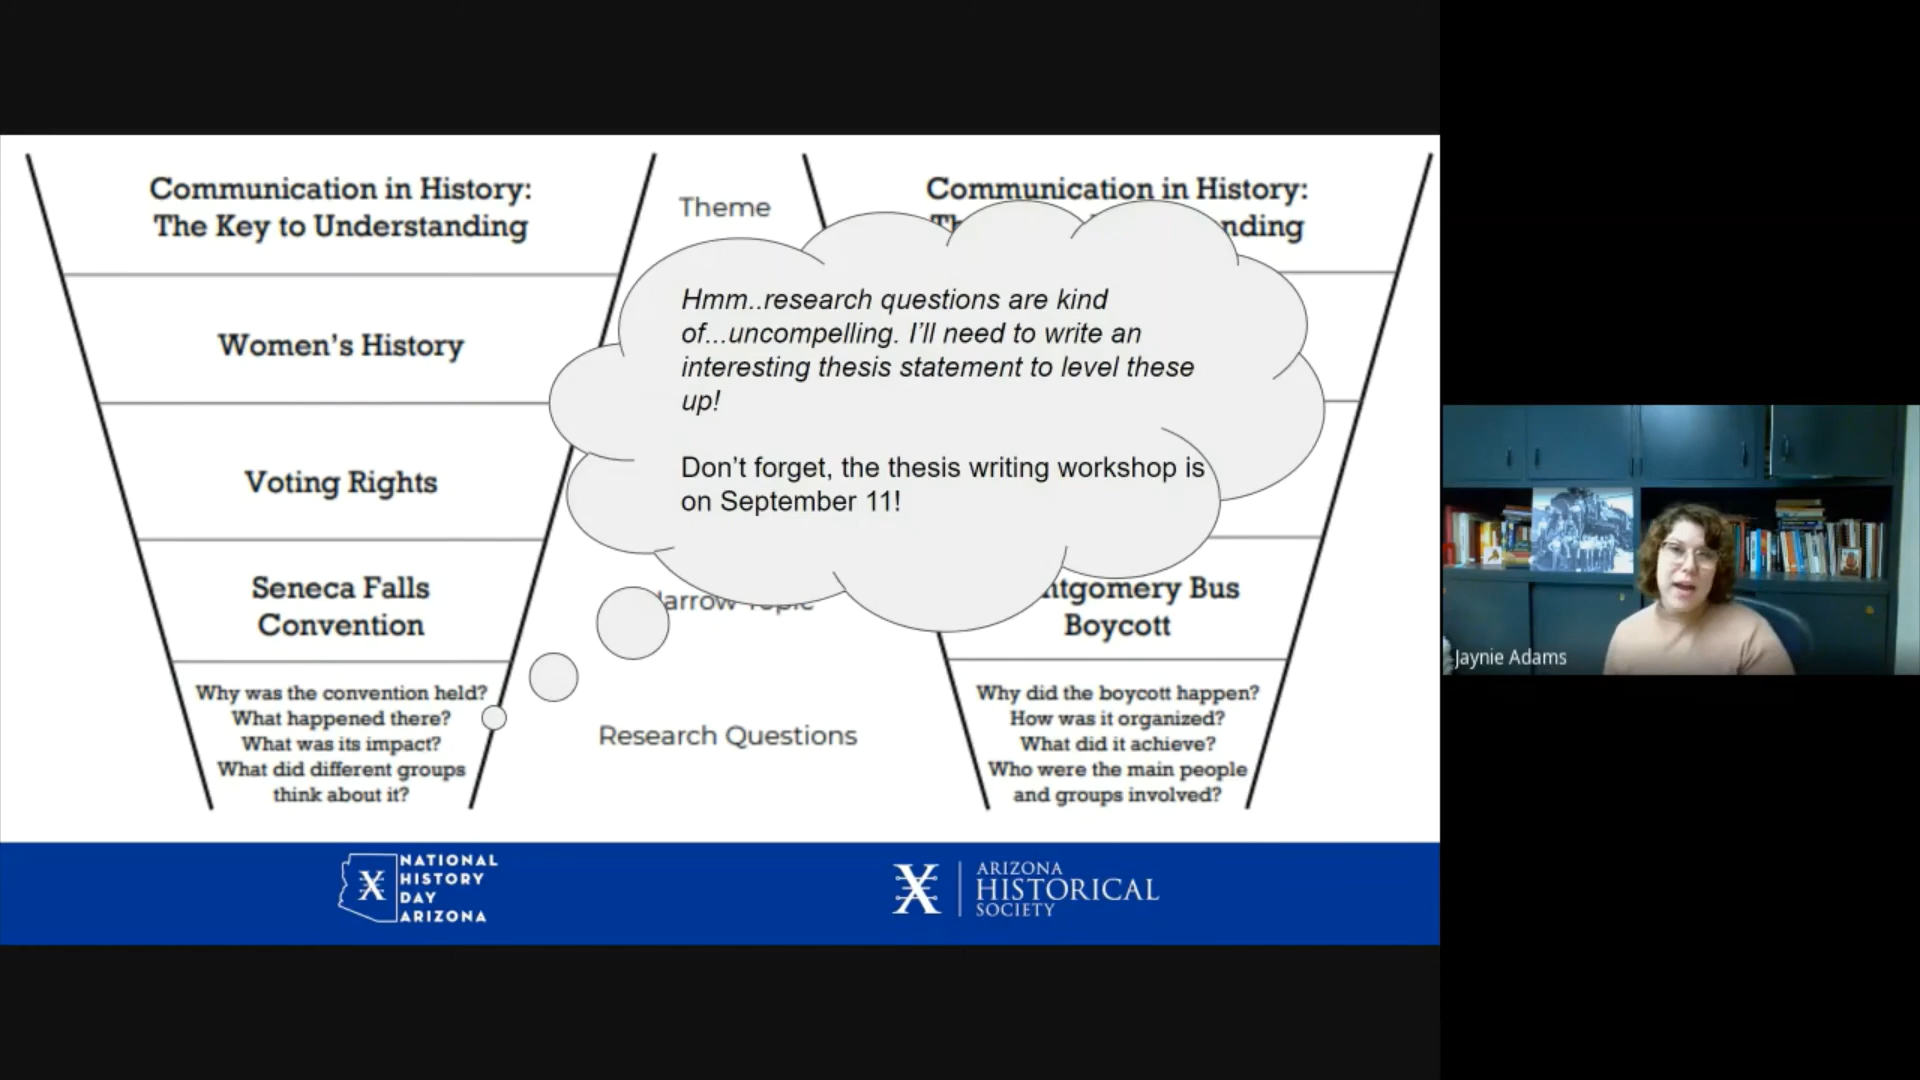 Communication in History:
The Key to Understanding
Women's History
Voting Rights
Seneca Falls
Convention
Why was the convention held?
What happened there?
What was its impact?
What did different groups
think about it?
Theme
Research Questions
Hmm..research questions are kind
of...uncompelling. I'll need to write an
interesting thesis statement to level these
up!
Don't forget, the thesis writing workshop is
on September 11!
Communication in History:
Bus
Boycott
Why did the boycott happen?
How was it organized?
What did it achieve?
Who were the main people
and groups involved?
NATIONAL
HISTORY
DAY
ARIZONA
ARIZONA
HISTORICAL
SOCIETY
Jaynie Adams